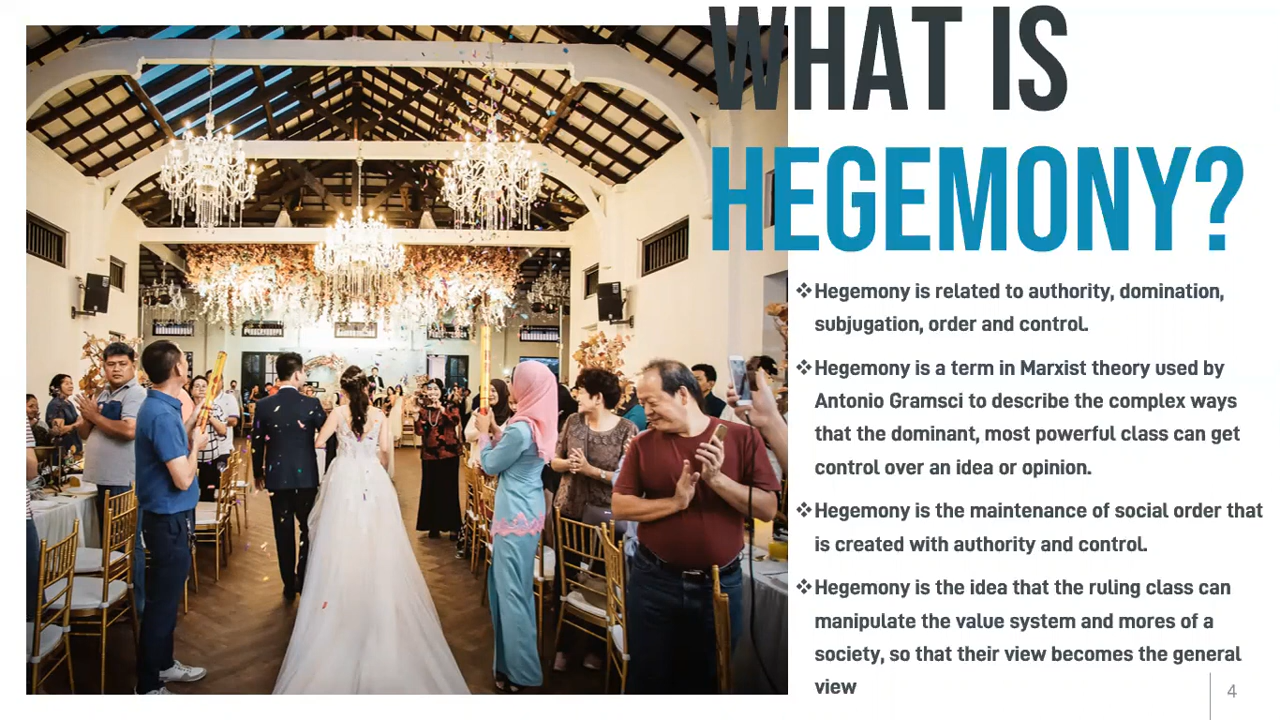 WHAT IS
HEGEMONY?
❖Hegemony is related to authority, domination,
subjugation, order and control.
❖Hegemony is a term in Marxist theory used by
Antonio Gramsci to describe the complex ways
that the dominant, most powerful class can get
control over an idea or opinion.
❖Hegemony is the maintenance of social order that
is created with authority and control.
❖Hegemony is the idea that the ruling class can
manipulate the value system and mores of a
society, so that their view becomes the general
view
4